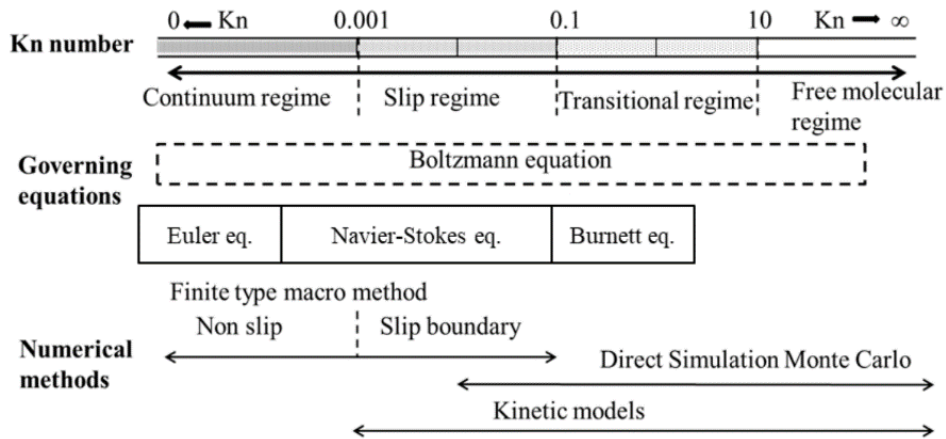 0 ← Kn 0.001 0.1 10 Kn → ∞
Kn number
Continuum regime Slip regime Transitional regime Free molecular
regime
Governing
equations
Boltzmann equation
Euler eq. Navier-Stokes eq. Burnett eq.
Finite type macro method
Non slip Slip boundary
Numerical
methods
Direct Simulation Monte Carlo
Kinetic models